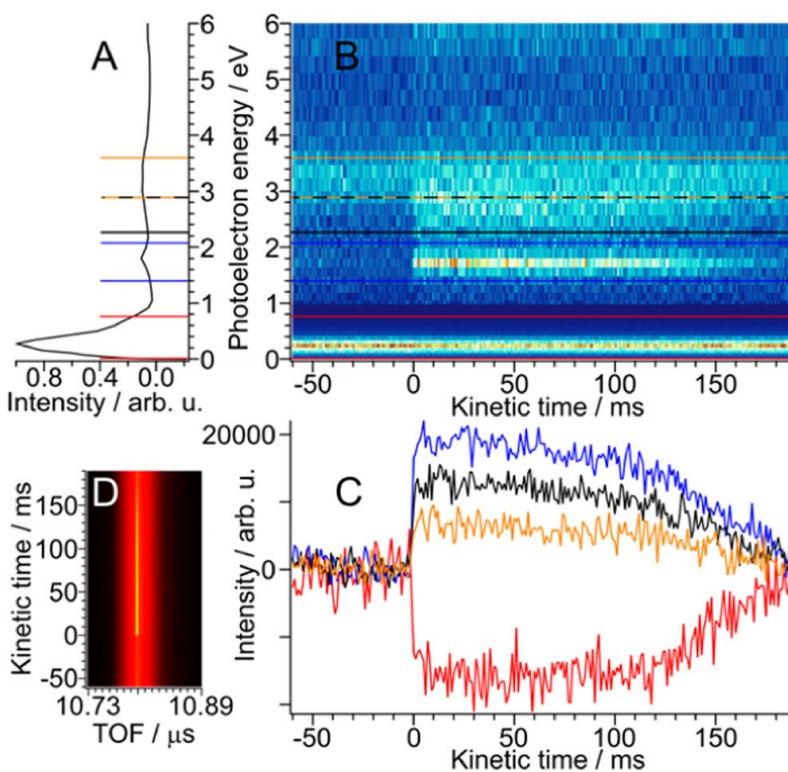 A
B
6
5
4
3
2
1
0
Photoelectron energy / eV
6
5
4
3
2
1
0
0.8 0.4 0.0
Intensity / arb. u.
-50 0 50 100 150
Kinetic time / ms
D
Kinetic time / ms
150
100
50
0
-50
10.73 10.89
TOF / μs
C
Intensity / arb. u.
20000
0
-50 0 50 100 150
Kinetic time / ms